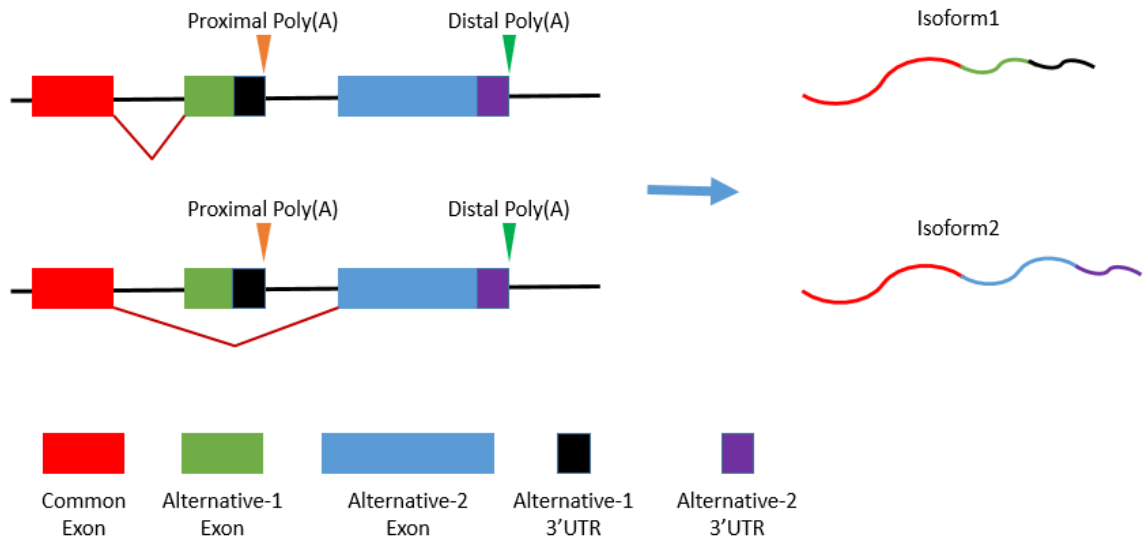 Proximal Poly(A)
Distal Poly(A)
Isoform1
Proximal Poly(A)
Distal Poly(A)
Isoform2
Common
Exon
Alternative-1
Exon
Alternative-2
Exon
Alternative-1
3'UTR
Alternative-2
3'UTR